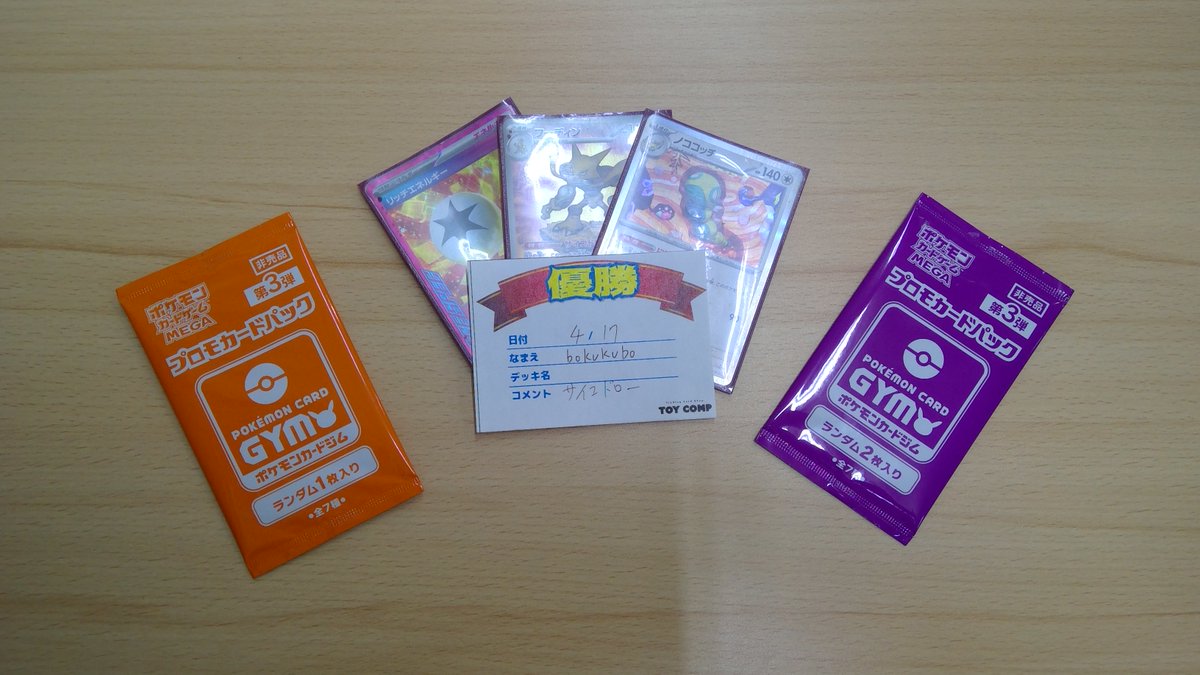 エネル
リッチエネルギー
フーディン
ノココッチ
140
優勝
日付 4/17
なまえ bokukubo
デッキ名
コメント サイコドロー
TOY COMP
非売品
第3弾
ポケモン
カードゲーム
MEGA
プロモカードパック
POKÉMON CARD
GYM
ポケモンカードジム
ランダム1枚入り
•全7種•
ポケモン
カードゲーム
MEGA
非売品
第3弾
プロモカードパック
POKÉMON CARD
GYM
ポケモンカードジム
ランダム2枚入り